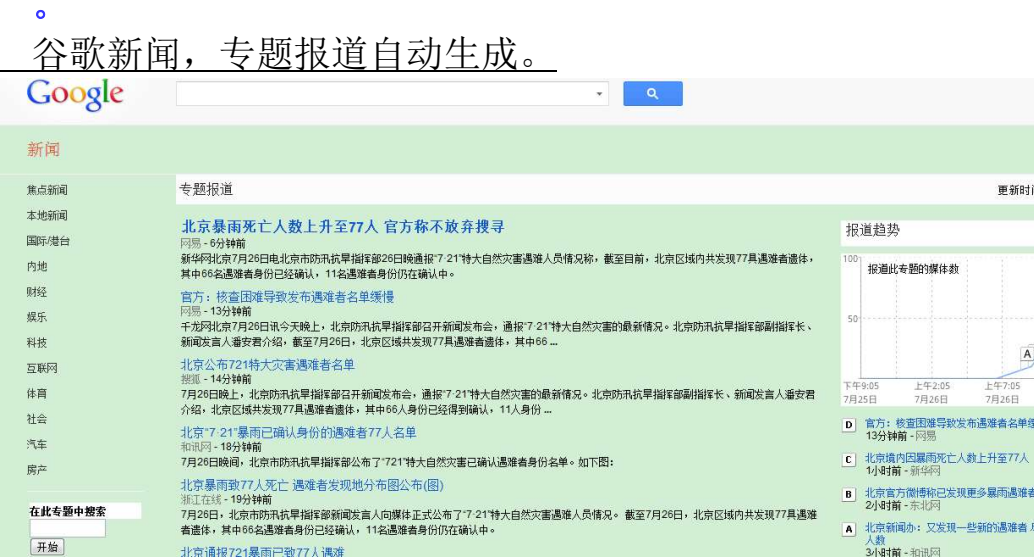 谷歌新闻，专题报道自动生成。
Google
新闻
焦点新闻
本地新闻
国际/港台
内地
财经
娱乐
科技
互联网
体育
社会
汽车
房产
在此专题中搜索
开始
专题报道
更新时间
北京暴雨死亡人数上升至77人 官方称不放弃搜寻
网易 - 6分钟前
新华网北京7月26日电北京市防汛抗旱指挥部26日晚通报“7·21”特大自然灾害遇难人员情况称，截至目前，北京区域内共发现77具遇难者遗体，
其中66名遇难者身份已经确认，11名遇难者身份仍在确认中。
官方：核查困难导致发布遇难者名单缓慢
网易 - 13分钟前
千龙网北京7月26日讯今天晚上，北京防汛抗旱指挥部召开新闻发布会，通报“7·21”特大自然灾害的最新情况。北京防汛抗旱指挥部副指挥长、
新闻发言人潘安君介绍，截至7月26日，北京区域共发现77具遇难者遗体，其中66 ...
北京公布721特大灾害遇难者名单
搜狐 - 14分钟前
7月26日晚上，北京防汛抗旱指挥部召开新闻发布会，通报“7·21”特大自然灾害的最新情况。北京防汛抗旱指挥部副指挥长、新闻发言人潘安君
介绍，北京区域共发现77具遇难者遗体，其中66人身份已经得到确认，11人身份 ...
北京“7·21”暴雨已确认身份的遇难者77人名单
和讯网 - 18分钟前
7月26日晚间，北京市防汛抗旱指挥部公布了“721”特大自然灾害已确认遇难者身份名单。如下图：
北京暴雨致77人死亡 遇难者发现地分布图公布(图)
浙江在线 - 19分钟前
7月26日，北京市防汛抗旱指挥部新闻发言人向媒体正式公布了“7·21”特大自然灾害遇难人员情况。 截至7月26日，北京区域内共发现77具遇难
者遗体，其中66名遇难者身份已经确认，11名遇难者身份仍在确认中。
北京通报721暴雨已致77人遇难
报道趋势
100
报道此专题的媒体数
50
A
下午9:05 上午2:05 上午7:05
7月25日 7月26日 7月26日
D 官方：核查困难导致发布遇难者名单缓
13分钟前 - 网易
C 北京境内因暴雨死亡人数上升至77人
1小时前 - 新华网
B 北京官方微博称已发现更多暴雨遇难者
2小时前 - 东北网
A 北京新闻办：又发现一些新的遇难者
人数
3小时前 - 和讯网